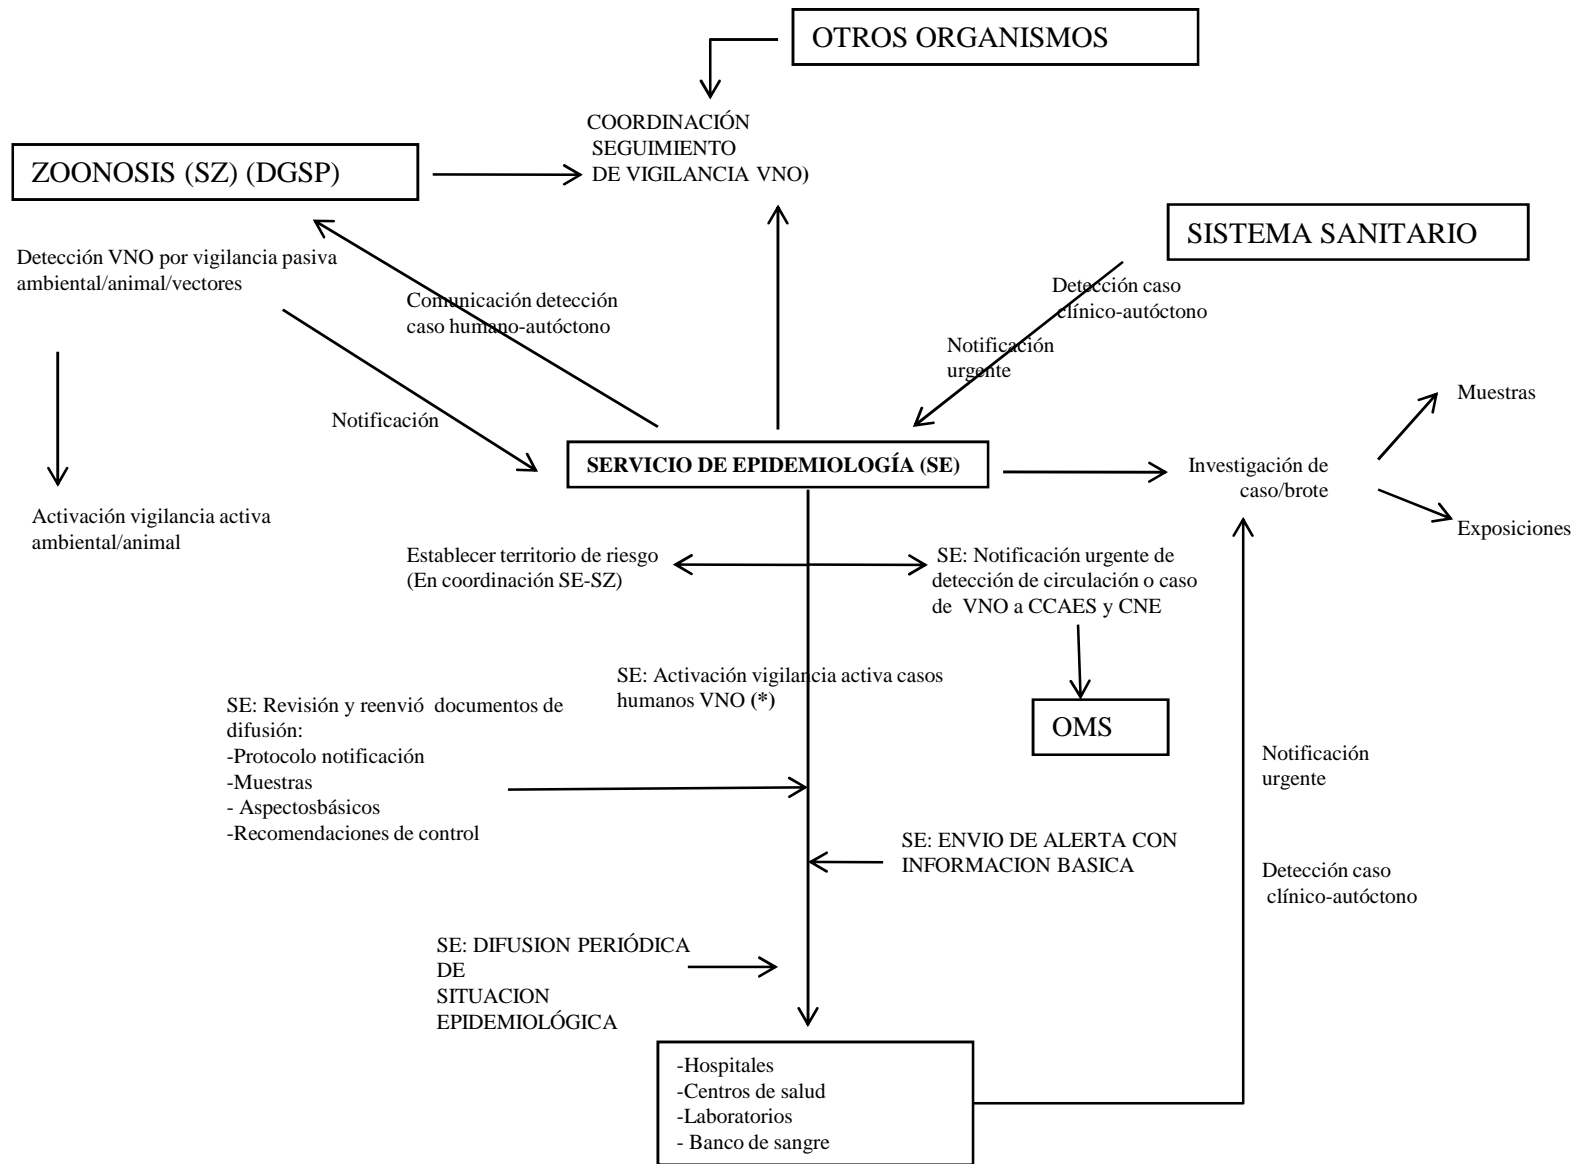 OTROS ORGANISMOS
COORDINACIÓN
SEGUIMIENTO
DE VIGILANCIA VNO)
ZOONOSIS (SZ) (DGSP)
SISTEMA SANITARIO
Detección VNO por vigilancia pasiva
ambiental/animal/vectores
Comunicación detección
caso humano-autóctono
Detección caso
clínico-autóctono
Notificación
urgente
Notificación
Muestras
SERVICIO DE EPIDEMIOLOGÍA (SE)
Investigación de
caso/brote
Exposiciones
Activación vigilancia activa
ambiental/animal
Establecer territorio de riesgo
(En coordinación SE-SZ)
SE: Notificación urgente de
detección de circulación o caso
de VNO a CCAES y CNE
SE: Activación vigilancia activa casos
humanos VNO (*)
OMS
SE: Revisión y reenvió documentos de
difusión:
-Protocolo notificación
-Muestras
- Aspectosbásicos
-Recomendaciones de control
Notificación
urgente
SE: ENVIO DE ALERTA CON
INFORMACION BASICA
Detección caso
clínico-autóctono
SE: DIFUSION PERIÓDICA
DE
SITUACION
EPIDEMIOLÓGICA
-Hospitales
-Centros de salud
-Laboratorios
- Banco de sangre